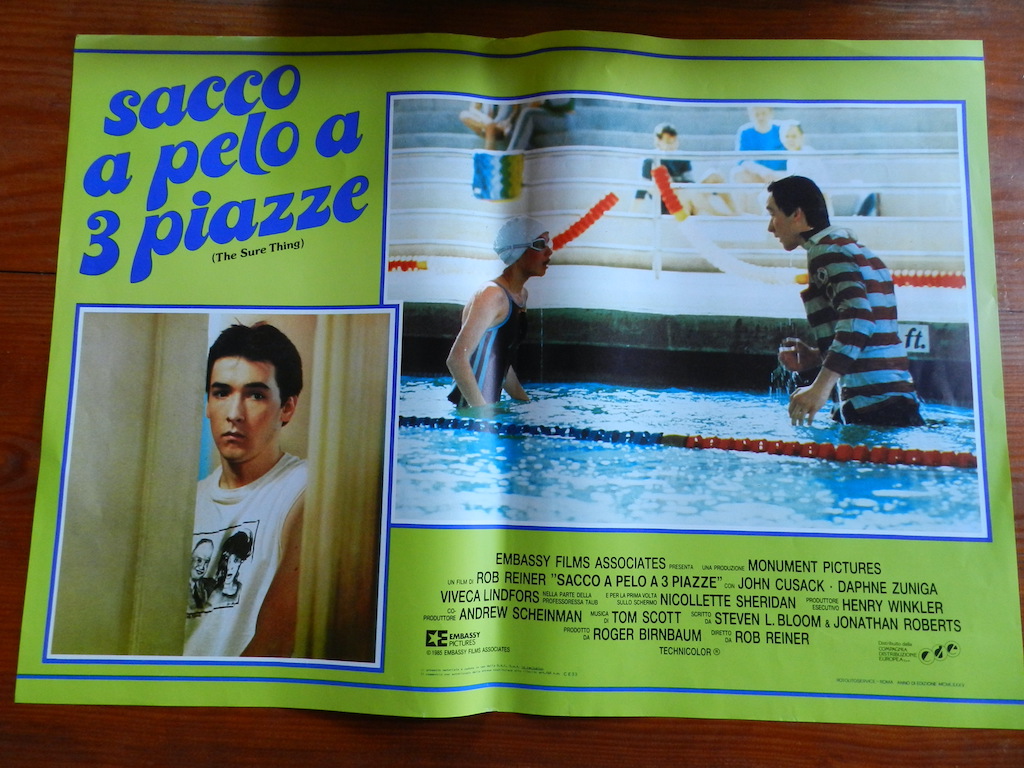 sacco
a pelo a
3 piazze
(The Sure Thing)
ft.
EMBASSY FILMS ASSOCIATES PRESENTA UNA PRODUZIONE MONUMENT PICTURES
UN FILM DI ROB REINER "SACCO A PELO A 3 PIAZZE" CON JOHN CUSACK · DAPHNE ZUNIGA
VIVECA LINDFORS NELLA PARTE DELLA PROFESSORESSA TAUB E PER LA PRIMA VOLTA SULLO SCHERMO NICOLLETTE SHERIDAN PRODUTTORE ESECUTIVO HENRY WINKLER
CO-PRODUTTORE ANDREW SCHEINMAN MUSICA DI TOM SCOTT SCRITTO DA STEVEN L. BLOOM & JONATHAN ROBERTS
PRODOTTO DA ROGER BIRNBAUM DIRETTO DA ROB REINER
TECHNICOLOR ®
EMBASSY
PICTURES
© 1985 EMBASSY FILMS ASSOCIATES
Distribuito dalla
COMPAGNIA
DISTRIBUZIONE
EUROPEA